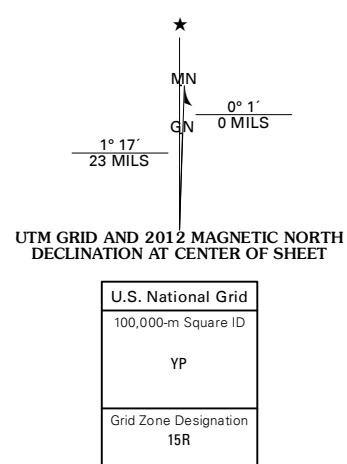 ★
MN
0° 1´
0 MILS
GN
1° 17´
23 MILS
UTM GRID AND 2012 MAGNETIC NORTH
DECLINATION AT CENTER OF SHEET
U.S. National Grid
100,000-m Square ID
YP
Grid Zone Designation
15R